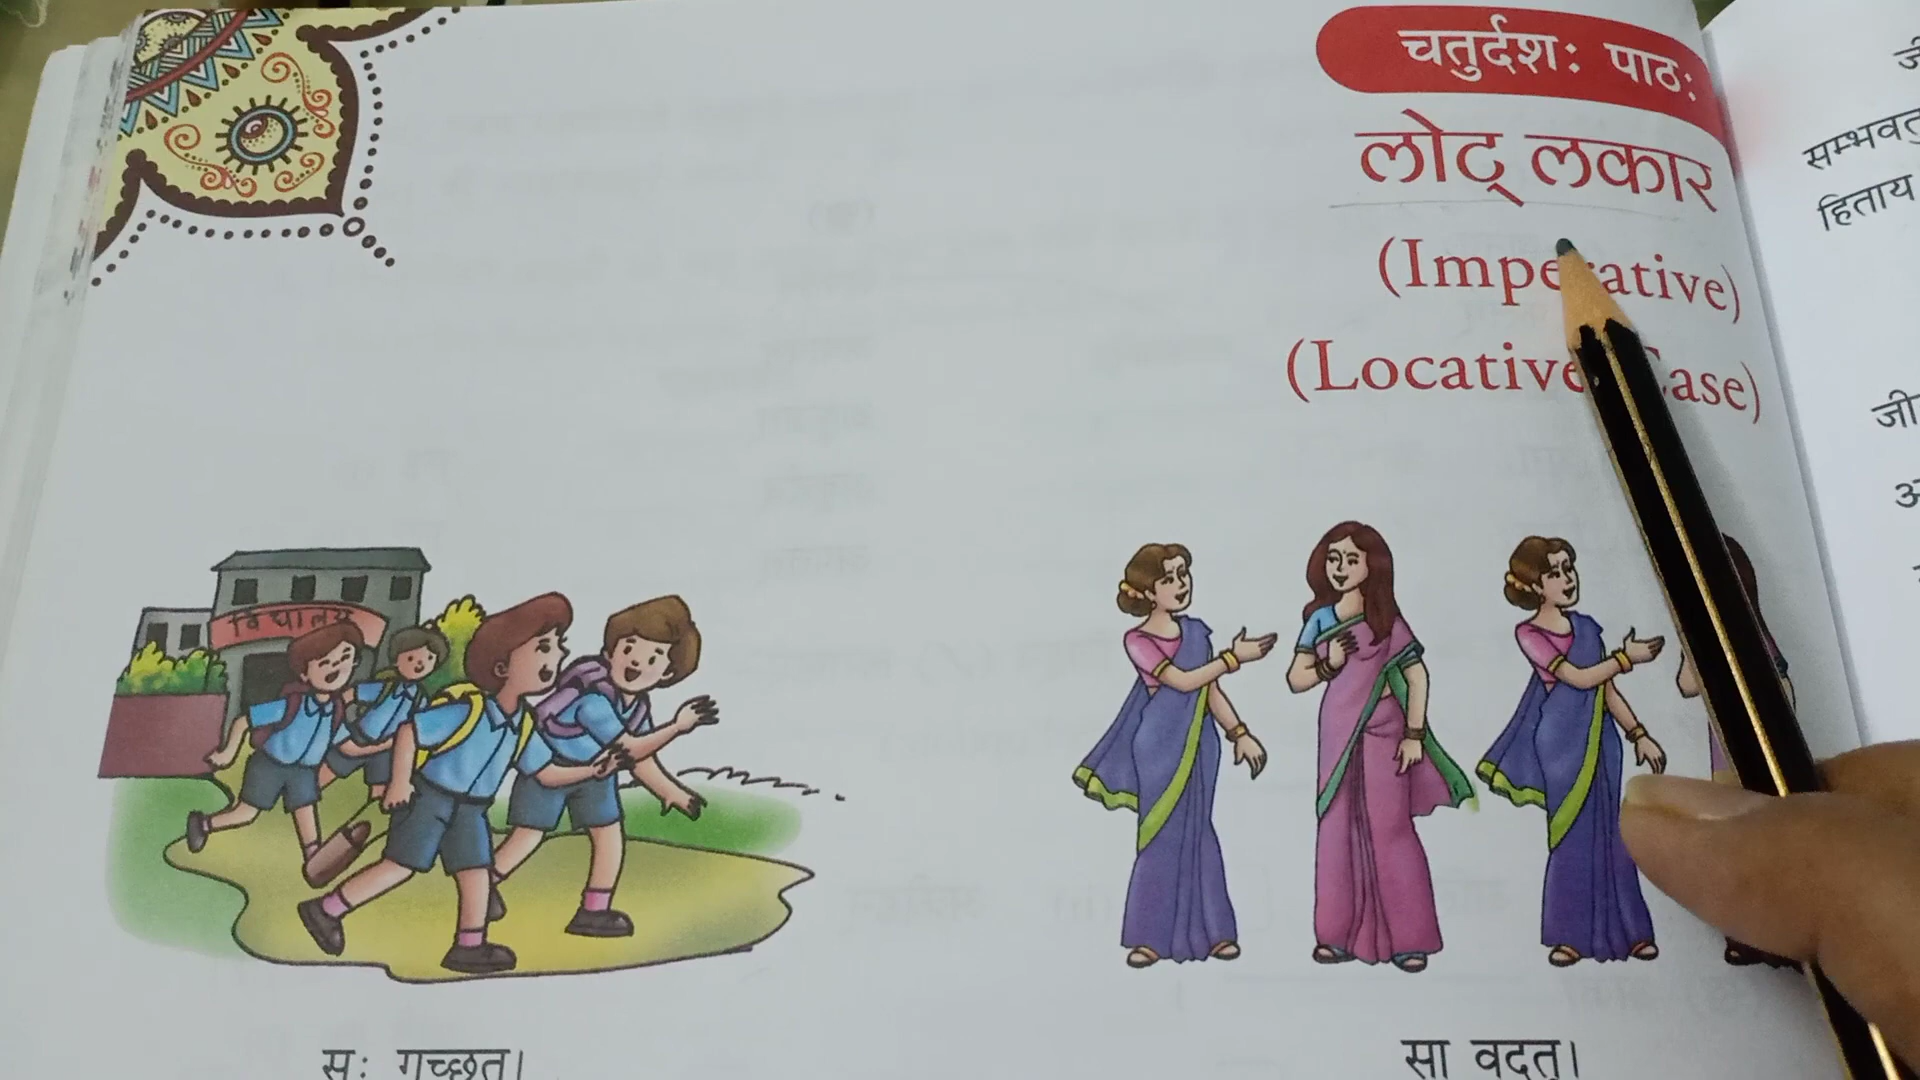 चतुर्दशः पाठः
लोट् लकार
(Imperative)
(Locative Case)
विद्यालय
सः गच्छतु।
सा वदतु।
सम्भवतु
हिताय